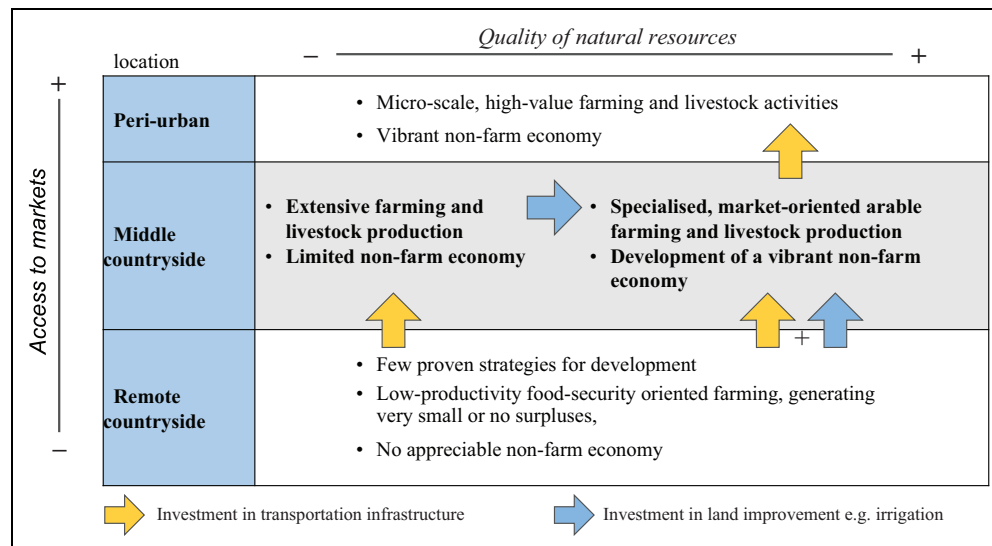 Quality of natural resources
−
+
location
+
Access to markets
−
Peri-urban
• Micro-scale, high-value farming and livestock activities
• Vibrant non-farm economy
Middle
countryside
• Extensive farming and
livestock production
• Limited non-farm economy
• Specialised, market-oriented arable
farming and livestock production
• Development of a vibrant non-farm
economy
+
Remote
countryside
• Few proven strategies for development
• Low-productivity food-security oriented farming, generating
very small or no surpluses,
• No appreciable non-farm economy
Investment in transportation infrastructure
Investment in land improvement e.g. irrigation